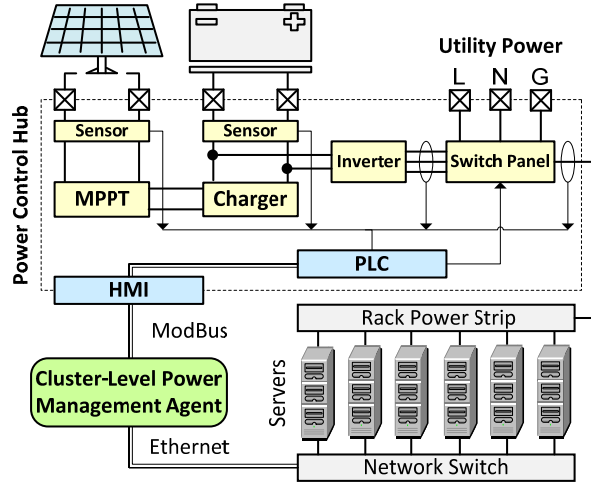 Utility Power
L N G
Power Control Hub
Sensor
Sensor
Inverter
Switch Panel
MPPT
Charger
PLC
HMI
ModBus
Rack Power Strip
Cluster-Level Power
Management Agent
Servers
Ethernet
Network Switch